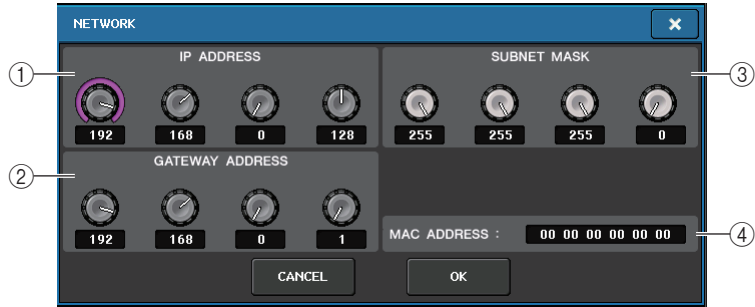 NETWORK
×
① IP ADDRESS
192 168 0 128
② GATEWAY ADDRESS
192 168 0 1
SUBNET MASK ③
255 255 255 0
MAC ADDRESS : 00 00 00 00 00 00 ④
CANCEL OK